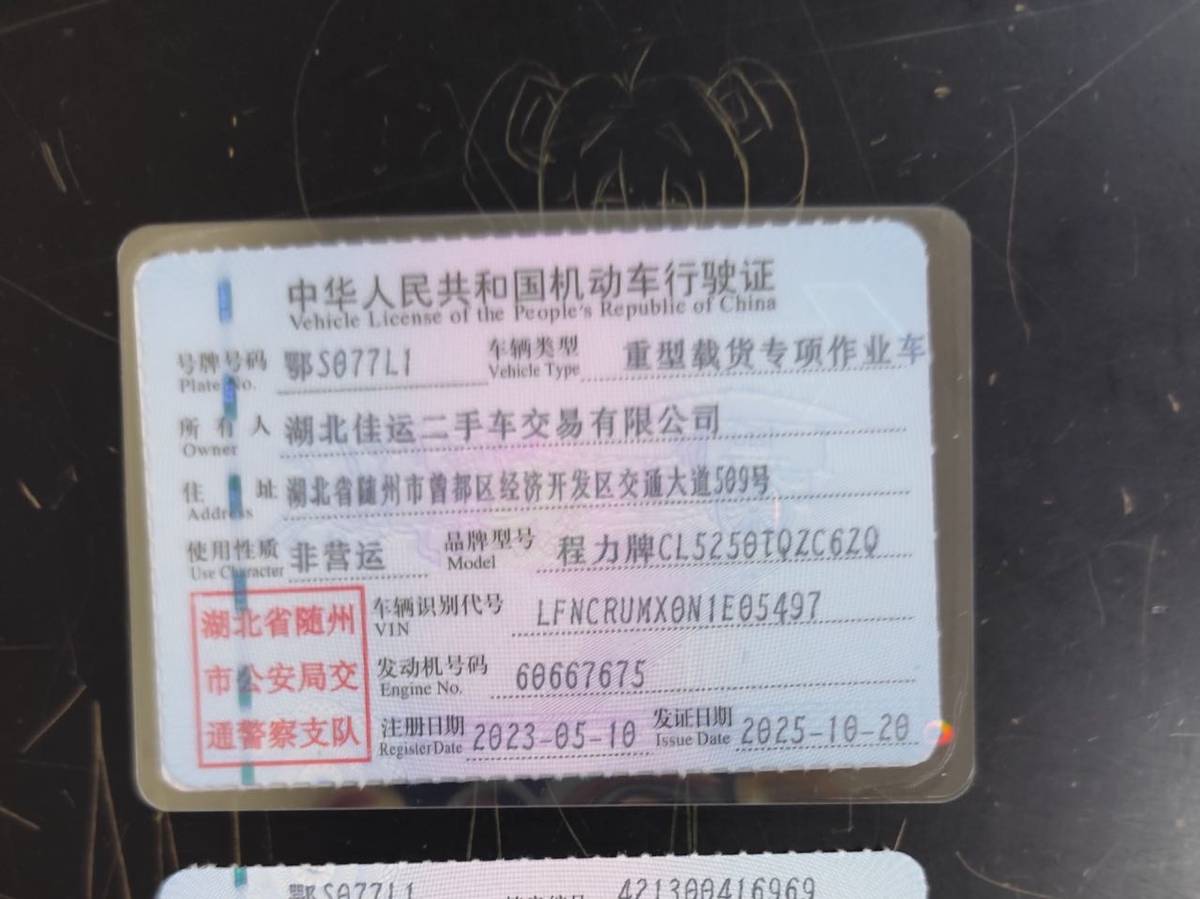 中华人民共和国机动车行驶证
Vehicle License of the People's Republic of China
号牌号码 鄂S077L1 车辆类型 重型载货专项作业车
Plate No. Vehicle Type
所有人 湖北佳运二手车交易有限公司
Owner
住址 湖北省随州市曾都区经济开发区交通大道509号
Address
使用性质 非营运 品牌型号 程力牌CL5250TQZC6ZQ
Use Character Model
湖北省随州
市公安局交
通警察支队
车辆识别代号 LFNCRUMX0N1E05497
VIN
发动机号码 60667675
Engine No.
注册日期 2023-05-10 发证日期 2025-10-20
Register Date Issue Date
鄂S077L1 421300416969